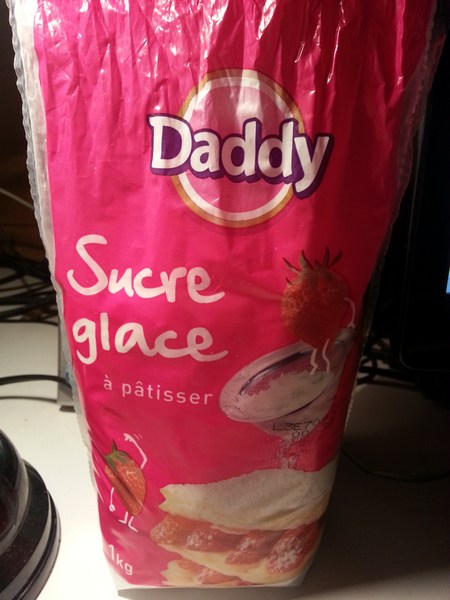 Daddy
Sucre
glace
à pâtisser
1kg